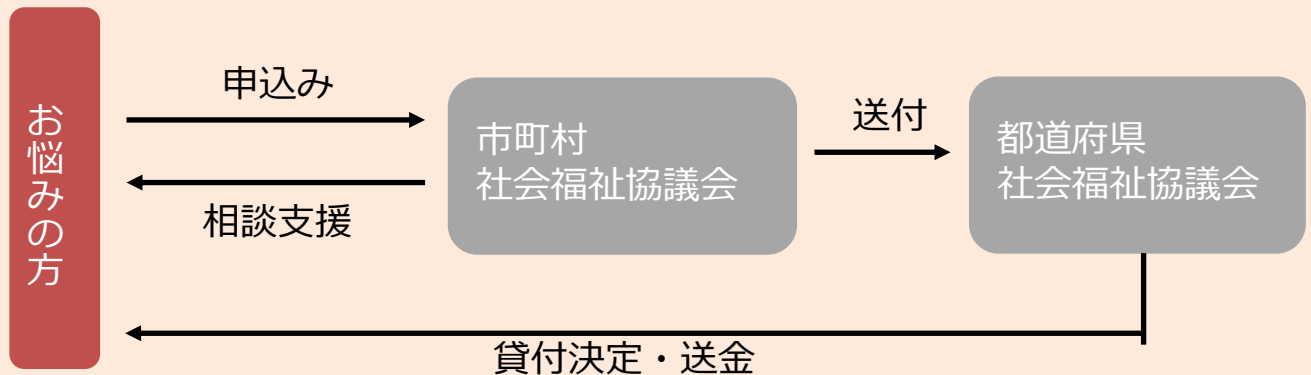 お悩みの方
申込み
相談支援
市町村
社会福祉協議会
送付
都道府県
社会福祉協議会
貸付決定・送金